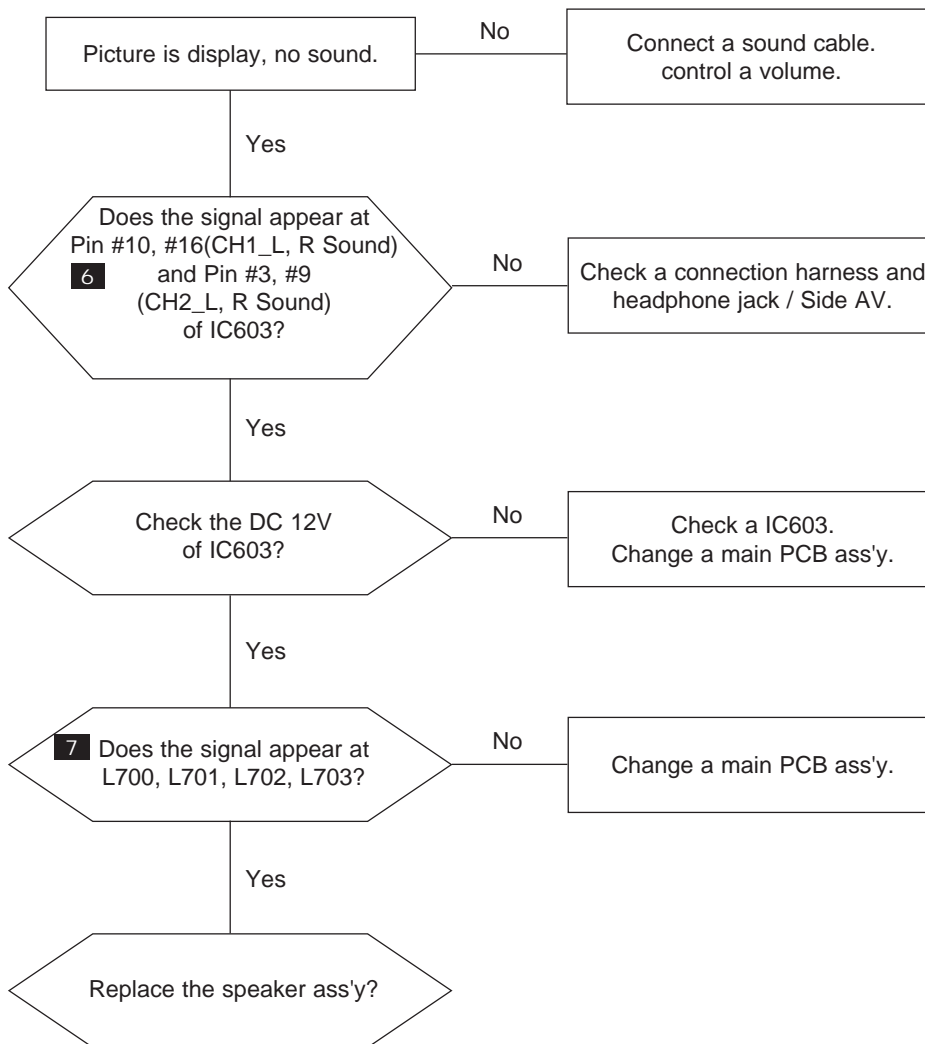 Picture is display, no sound.
No
Connect a sound cable.
control a volume.
Yes
Does the signal appear at
Pin #10, #16(CH1_L, R Sound)
6 and Pin #3, #9
(CH2_L, R Sound)
of IC603?
No
Check a connection harness and
headphone jack / Side AV.
Yes
Check the DC 12V
of IC603?
No
Check a IC603.
Change a main PCB ass'y.
Yes
7 Does the signal appear at
L700, L701, L702, L703?
No
Change a main PCB ass'y.
Yes
Replace the speaker ass'y?